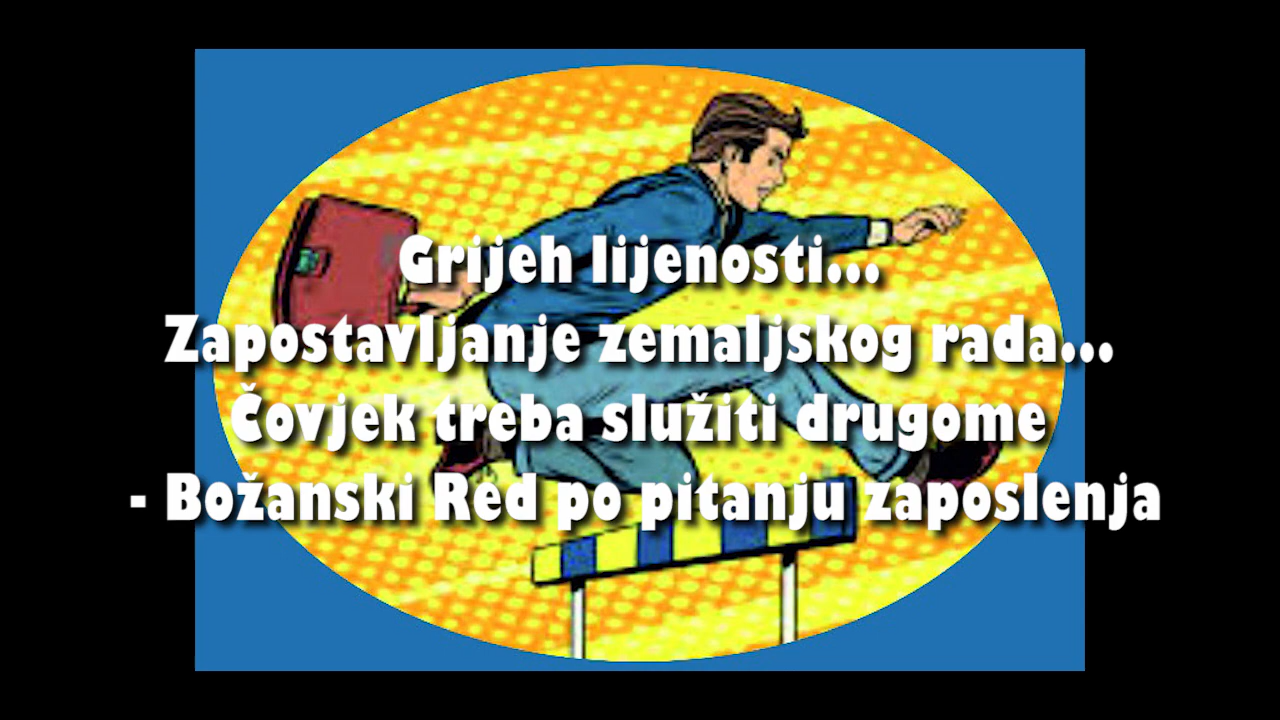 Grijeh lijenosti...
Zapostavljanje zemaljskog rada...
Čovjek treba služiti drugome
- Božanski Red po pitanju zaposlenja